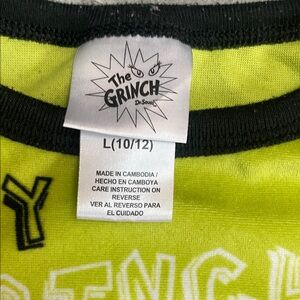 The
GRINCH
Dr. Seuss
L(10/12)
MADE IN CAMBODIA /
HECHO EN CAMBOYA
CARE INSTRUCTION ON
REVERSE
VER AL REVERSO PARA
EL CUIDADO
Y